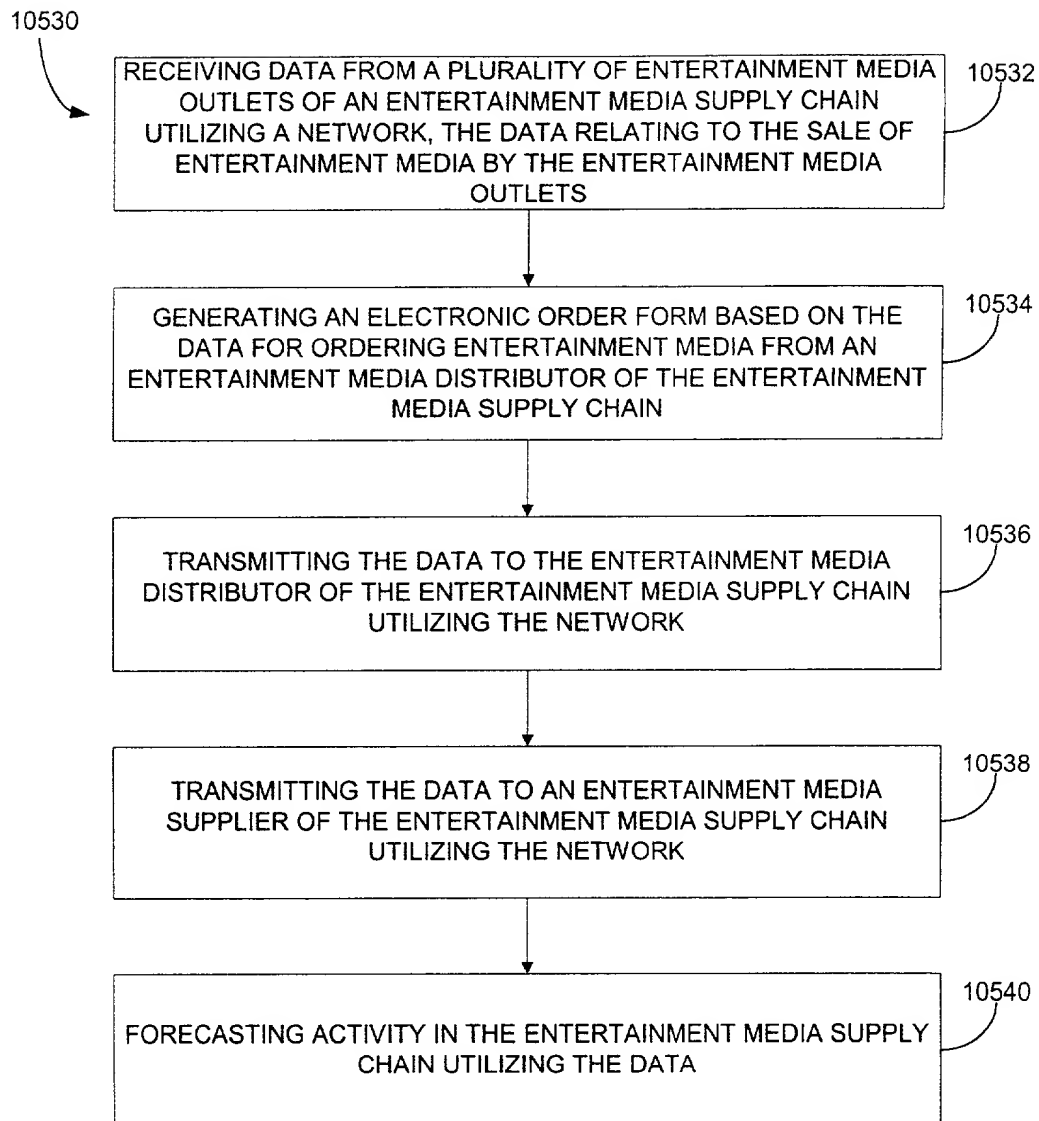 10530
RECEIVING DATA FROM A PLURALITY OF ENTERTAINMENT MEDIA
OUTLETS OF AN ENTERTAINMENT MEDIA SUPPLY CHAIN
UTILIZING A NETWORK, THE DATA RELATING TO THE SALE OF
ENTERTAINMENT MEDIA BY THE ENTERTAINMENT MEDIA
OUTLETS
10532
GENERATING AN ELECTRONIC ORDER FORM BASED ON THE
DATA FOR ORDERING ENTERTAINMENT MEDIA FROM AN
ENTERTAINMENT MEDIA DISTRIBUTOR OF THE ENTERTAINMENT
MEDIA SUPPLY CHAIN
10534
TRANSMITTING THE DATA TO THE ENTERTAINMENT MEDIA
DISTRIBUTOR OF THE ENTERTAINMENT MEDIA SUPPLY CHAIN
UTILIZING THE NETWORK
10536
TRANSMITTING THE DATA TO AN ENTERTAINMENT MEDIA
SUPPLIER OF THE ENTERTAINMENT MEDIA SUPPLY CHAIN
UTILIZING THE NETWORK
10538
FORECASTING ACTIVITY IN THE ENTERTAINMENT MEDIA SUPPLY
CHAIN UTILIZING THE DATA
10540